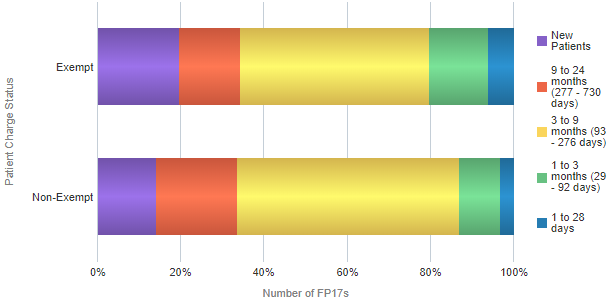 Patient Charge Status
Exempt
Non-Exempt
0%
20%
40%
60%
80%
100%
Number of FP17s
New
Patients
9 to 24
months
(277 - 730
days)
3 to 9
months (93
- 276 days)
1 to 3
months (29
- 92 days)
1 to 28
days